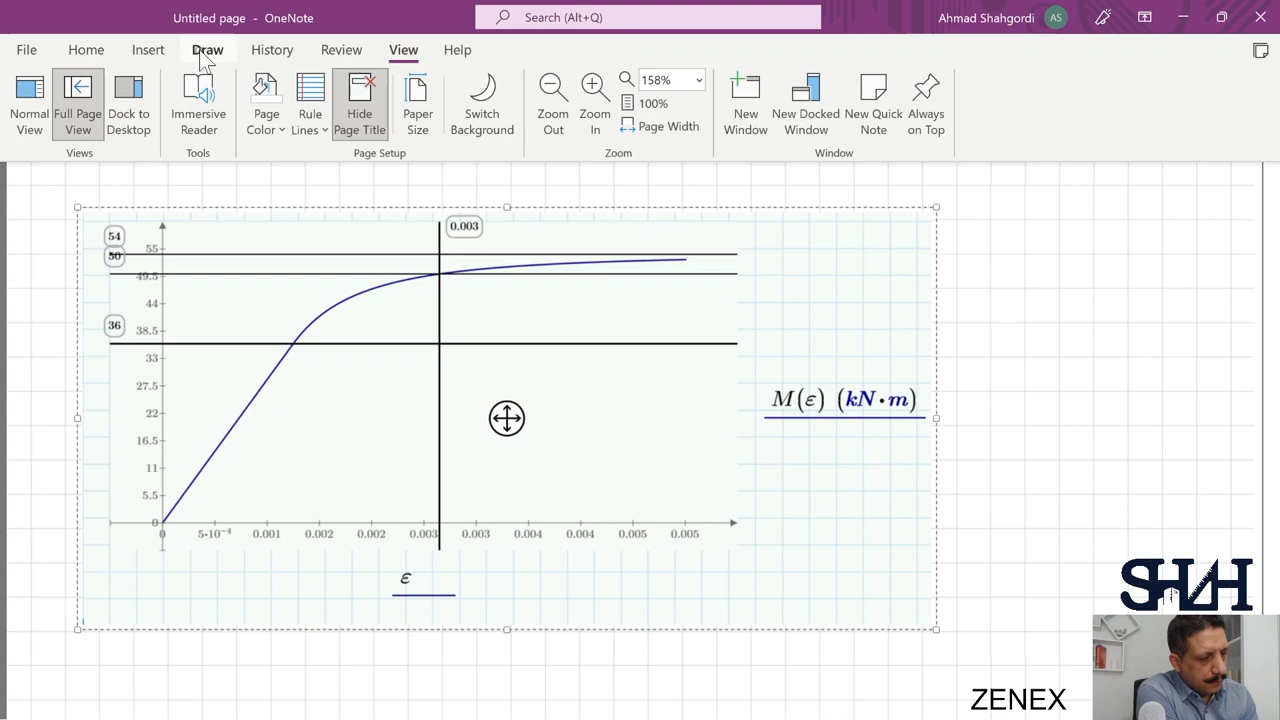 Untitled page - OneNote
Search (Alt+Q)
Ahmad Shahgordi
AS
File
Home
Insert
Draw
History
Review
View
Help
Normal View
Full Page View
Dock to Desktop
Immersive Reader
Page Color
Rule Lines
Hide Page Title
Paper Size
Switch Background
Zoom Out
Zoom In
158%
100%
Page Width
New Window
New Docked Window
New Quick Note
Always on Top
Views
Tools
Page Setup
Zoom
Window
0.003
54
50
36
55
49.5
44
38.5
33
27.5
22
16.5
11
5.5
0
0
5·10⁻⁴
0.001
0.002
0.002
0.003
0.003
0.004
0.004
0.005
0.005
M(ε) (kN·m)
ε
SHZH
ZENEX